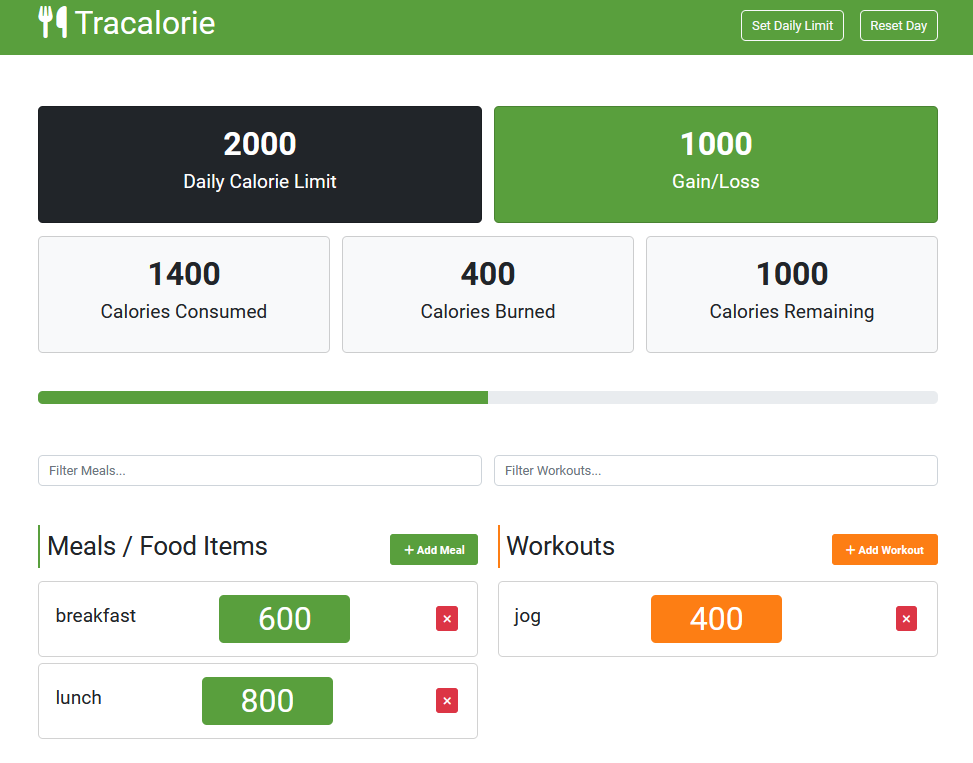 Tracalorie
Set Daily Limit
Reset Day
2000
Daily Calorie Limit
1000
Gain/Loss
1400
Calories Consumed
400
Calories Burned
1000
Calories Remaining
Filter Meals...
Filter Workouts...
Meals / Food Items
+ Add Meal
Workouts
+ Add Workout
breakfast
600
×
jog
400
×
lunch
800
×